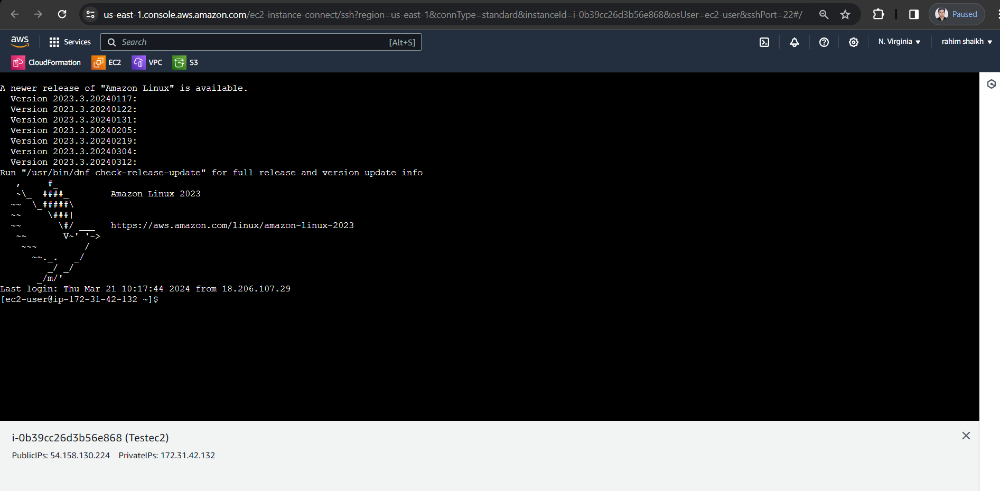 us-east-1.console.aws.amazon.com/ec2-instance-connect/ssh?region=us-east-1&connType=standard&instanceId=i-0b39cc26d3b56e868&osUser=ec2-user&sshPort=22#/ Paused
aws Services Search [Alt+S] N. Virginia rahim shaikh
CloudFormation EC2 VPC S3
A newer release of "Amazon Linux" is available.
  Version 2023.3.20240117:
  Version 2023.3.20240122:
  Version 2023.3.20240131:
  Version 2023.3.20240205:
  Version 2023.3.20240219:
  Version 2023.3.20240304:
  Version 2023.3.20240312:
Run "/usr/bin/dnf check-release-update" for full release and version update info
   ,     #_
   ~\_  ####_        Amazon Linux 2023
  ~~  \_#####\
  ~~     \###|
  ~~       \#/ ___   https://aws.amazon.com/linux/amazon-linux-2023
   ~~       V~' '->
    ~~~         /
      ~~._.   _/
         _/ _/
       _/m/'
Last login: Thu Mar 21 10:17:44 2024 from 18.206.107.29
[ec2-user@ip-172-31-42-132 ~]$
i-0b39cc26d3b56e868 (Testec2)
PublicIPs: 54.158.130.224 PrivateIPs: 172.31.42.132